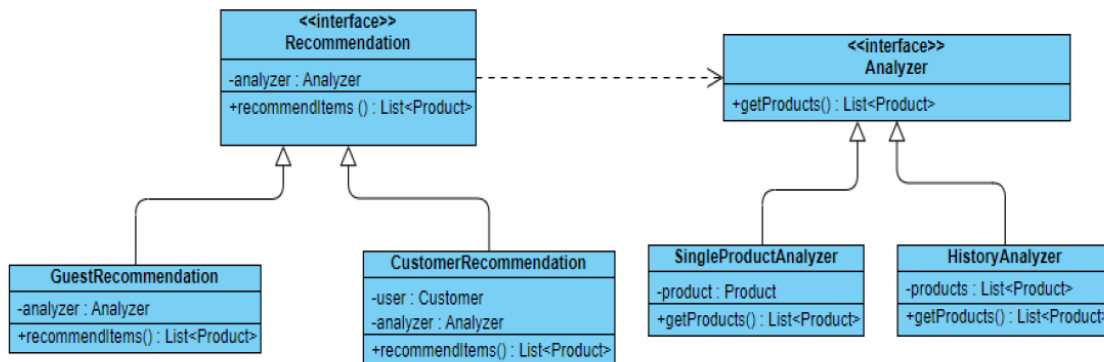 <<interface>>
Recommendation
-analyzer : Analyzer
+recommendItems () : List<Product>
<<interface>>
Analyzer
+getProducts() : List<Product>
GuestRecommendation
-analyzer : Analyzer
+recommendItems() : List<Product>
CustomerRecommendation
-user : Customer
-analyzer : Analyzer
+recommendItems() : List<Product>
SingleProductAnalyzer
-product : Product
+getProducts() : List<Product>
HistoryAnalyzer
-products : List<Product>
+getProducts() : List<Product>